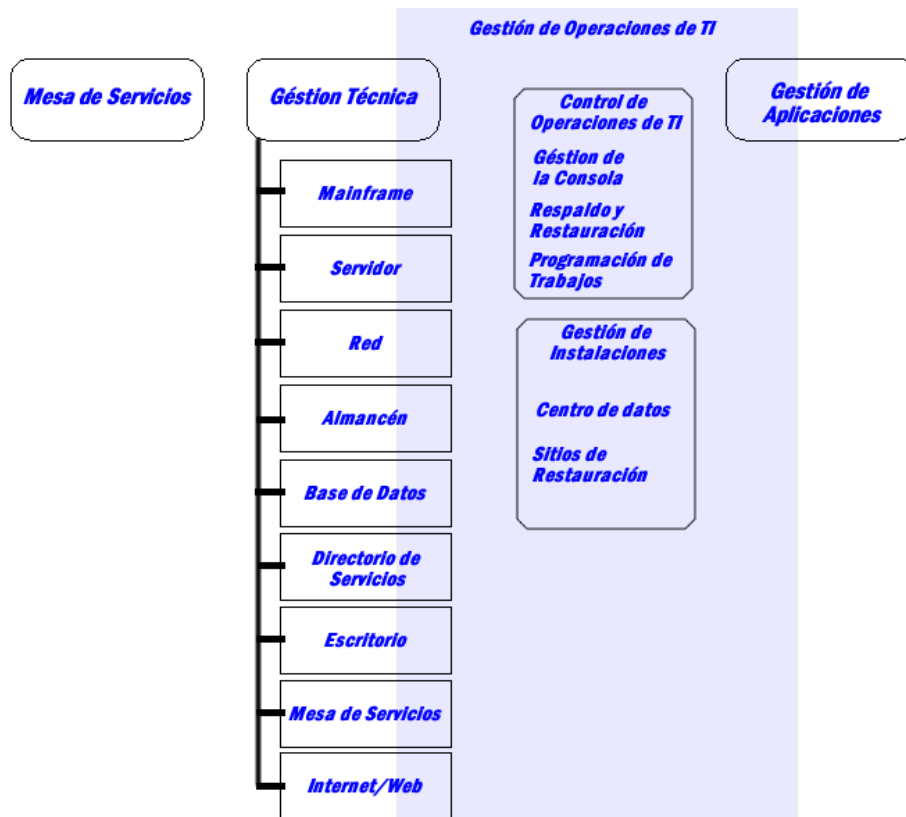 Gestión de Operaciones de TI
Mesa de Servicios
Géstion Técnica
Control de
Operaciones de TI
Géstion de
la Consola
Respaldo y
Restauración
Programación de
Trabajos
Gestión de
Aplicaciones
Mainframe
Servidor
Red
Almancén
Base de Datos
Directorio de
Servicios
Escritorio
Mesa de Servicios
Internet/Web
Gestión de
Instalaciones
Centro de datos
Sitios de
Restauración